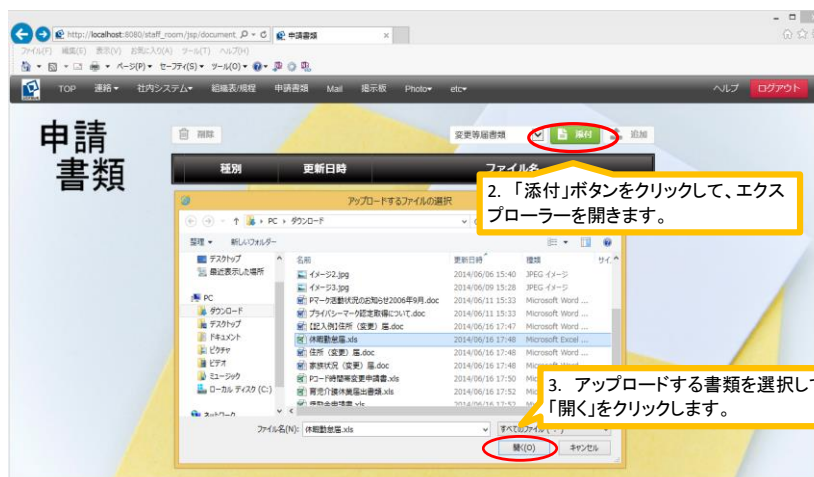 http://localhost:8080/staff_room/jsp/document.
申請書類
ファイル(F) 編集(E) 表示(V) お気に入り(A) ツール(T) ヘルプ(H)
ページ(P) セーフティ(S) ツール(O)
TOP 連絡 社内システム 組織表/規程 申請書類 Mail 掲示板 Photo etc ヘルプ ログアウト
申請
書類
削除 変更等届書類 添付 追加
種別 更新日時 ファイル名
2. 「添付」ボタンをクリックして、エクス
プローラーを開きます。
アップロードするファイルの選択
PC ダウンロード
整理 新しいフォルダー
名前 更新日時 種類 サイ
デスクトップ
最近表示した場所
PC
ダウンロード
デスクトップ
ドキュメント
ピクチャ
ビデオ
ミュージック
ローカル ディスク (C:)
ネットワーク
イメージ2.jpg 2014/06/06 15:40 JPEG イメージ
イメージ3.jpg 2014/06/09 15:28 JPEG イメージ
Pマーク活動状況のお知らせ2006年9月.doc 2014/06/11 15:33 Microsoft Word ...
プライバシーマーク認定取得について.doc 2014/06/11 15:33 Microsoft Word ...
【記入例】住所（変更）届.doc 2014/06/16 17:47 Microsoft Word ...
休暇勤怠届.xls 2014/06/16 17:48 Microsoft Excel ...
住所（変更）届.doc 2014/06/16 17:48 Microsoft Word ...
家族状況（変更）届.doc 2014/06/16 17:48
Pコード時間帯変更申請書.xls 2014/06/16 17:50
育児介護休業届出書類.xls 2014/06/16 17:52
2014/06/16 17:52
3. アップロードする書類を選択して
「開く」をクリックします。
ファイル名(N): 休暇勤怠届.xls
開く(O) キャンセル